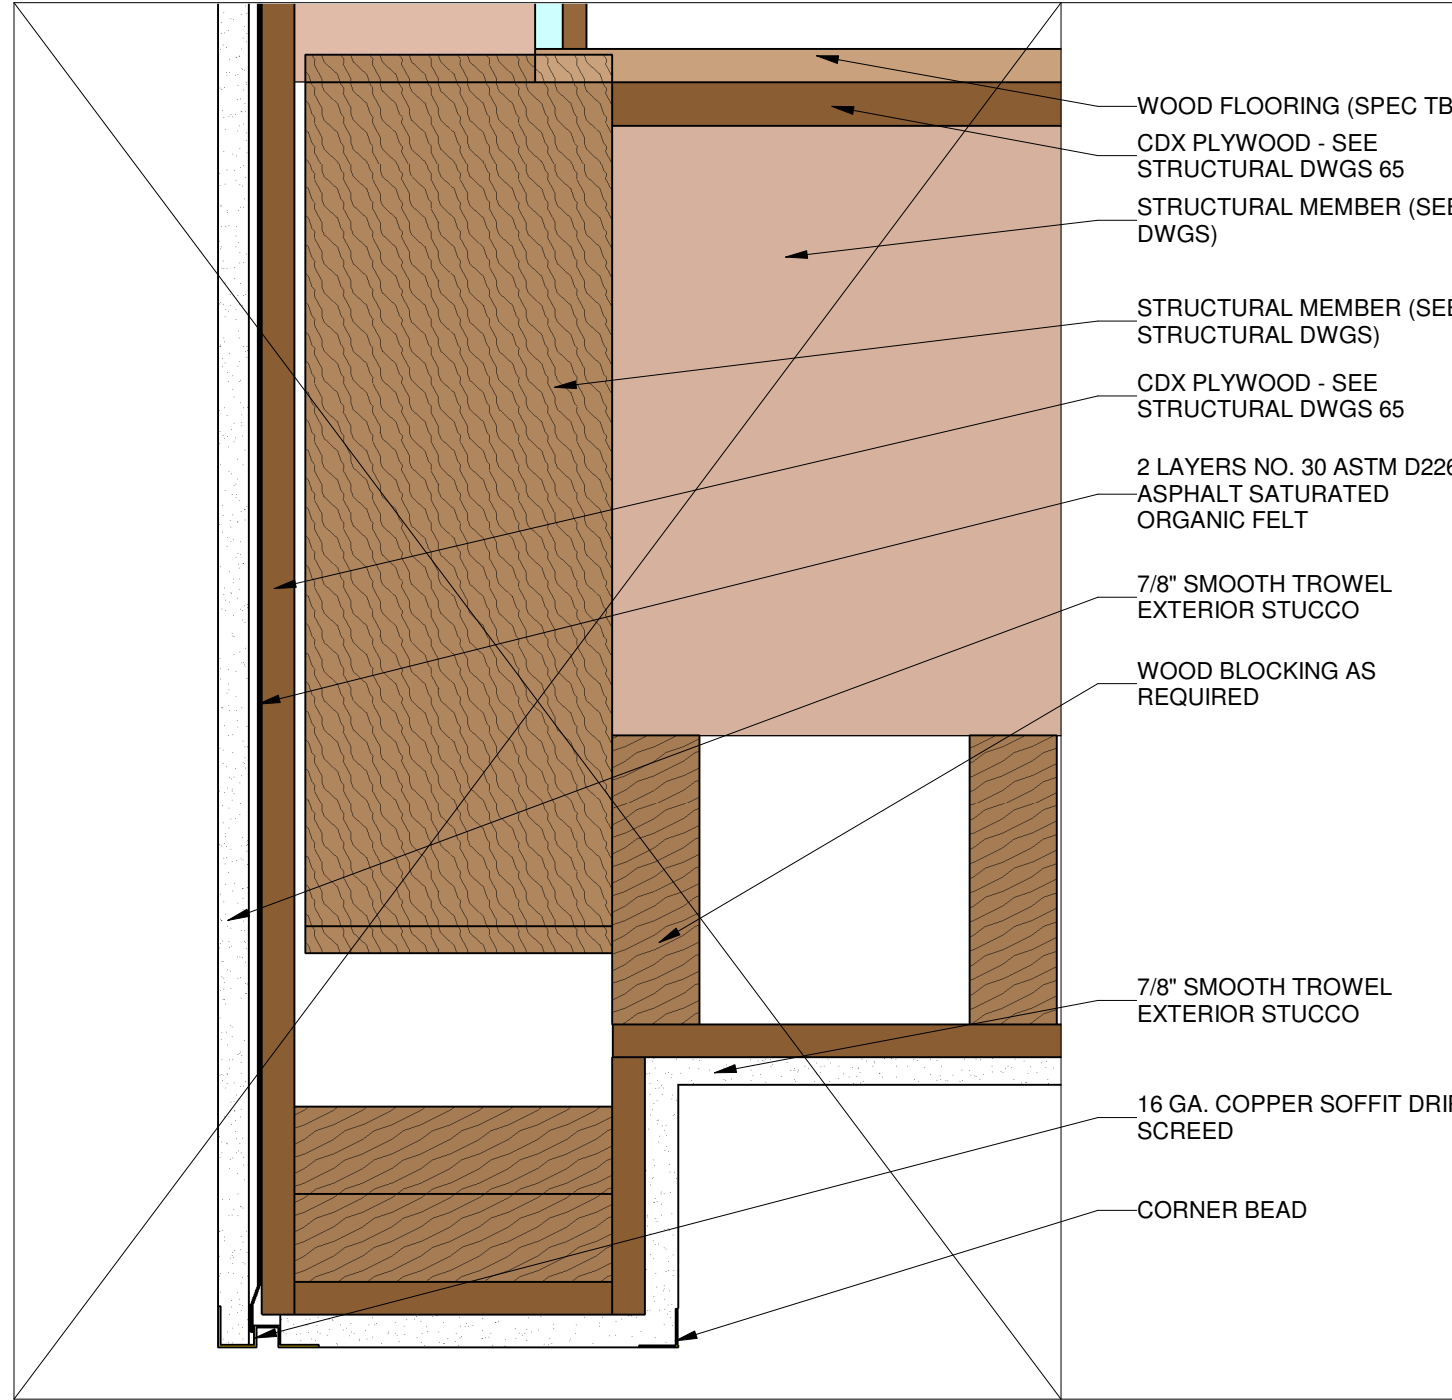 WOOD FLOORING (SPEC TB
CDX PLYWOOD - SEE
STRUCTURAL DWGS 65
STRUCTURAL MEMBER (SEE
DWGS)
STRUCTURAL MEMBER (SEE
STRUCTURAL DWGS)
CDX PLYWOOD - SEE
STRUCTURAL DWGS 65
2 LAYERS NO. 30 ASTM D226
ASPHALT SATURATED
ORGANIC FELT
7/8" SMOOTH TROWEL
EXTERIOR STUCCO
WOOD BLOCKING AS
REQUIRED
7/8" SMOOTH TROWEL
EXTERIOR STUCCO
16 GA. COPPER SOFFIT DRIP
SCREED
CORNER BEAD